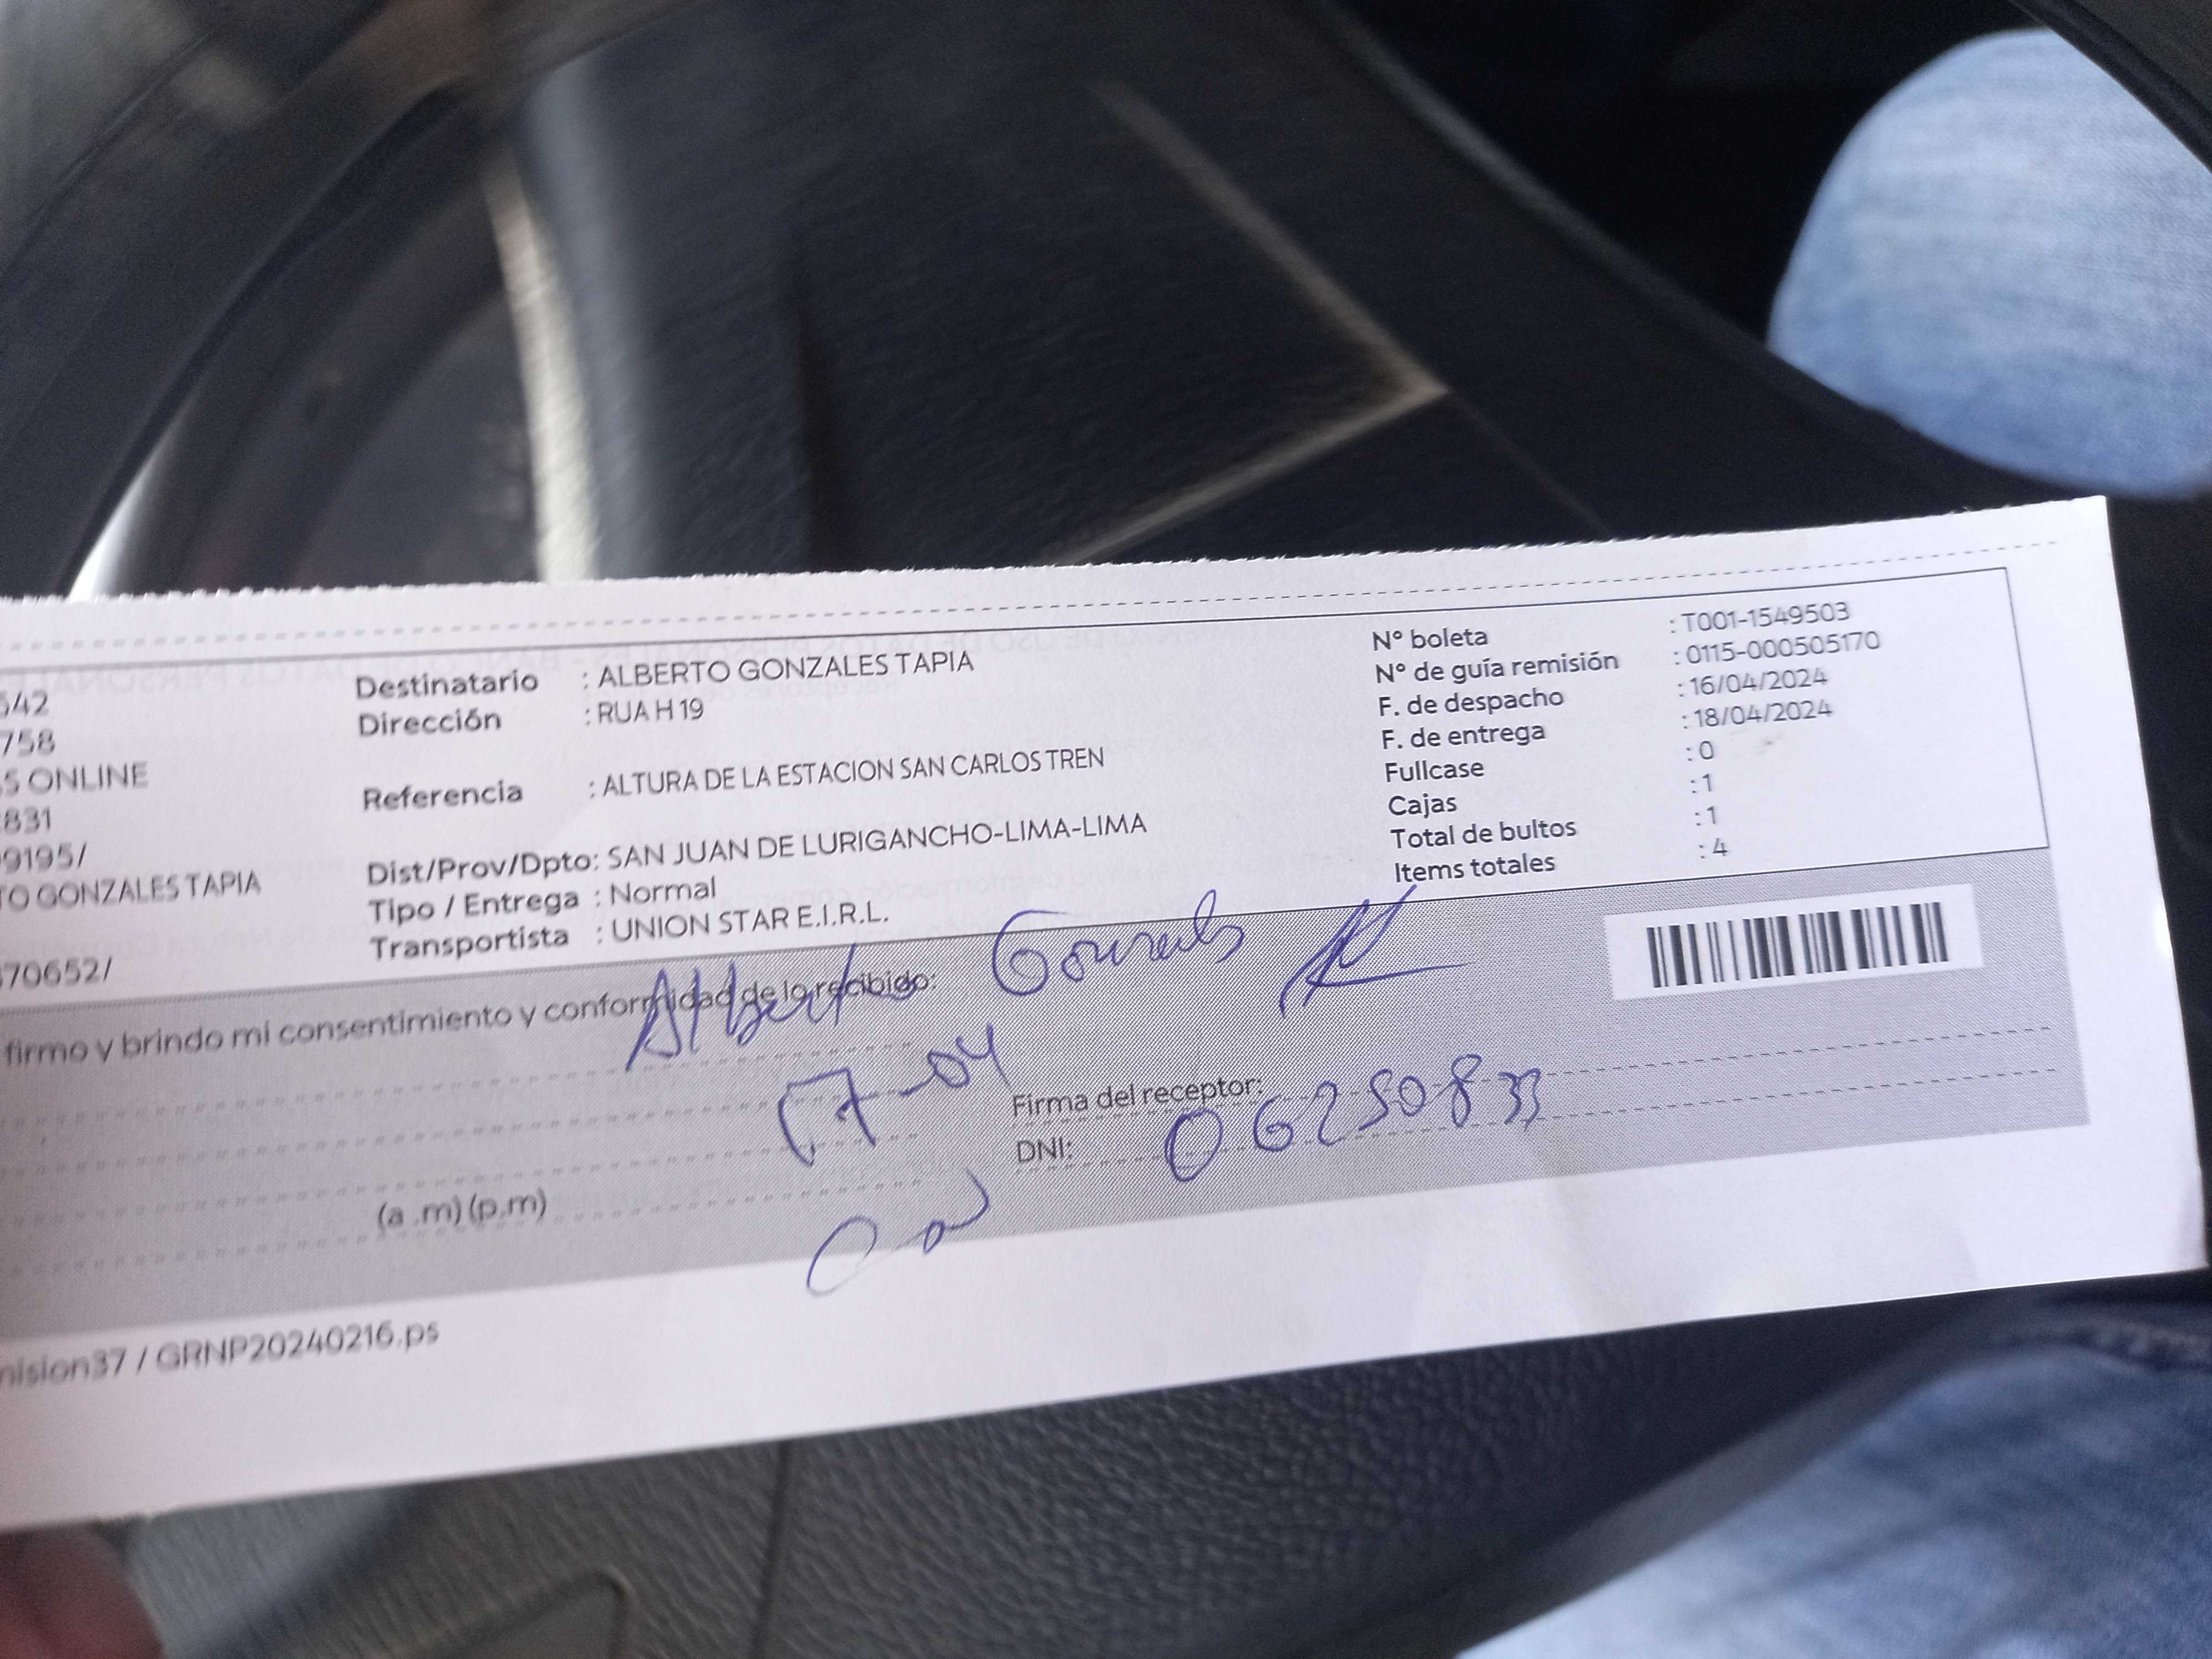 542
758
S ONLINE
831
9195/
TO GONZALES TAPIA
70652/
Destinatario : ALBERTO GONZALES TAPIA
Dirección : RUA H 19
Referencia : ALTURA DE LA ESTACION SAN CARLOS TREN
Dist/Prov/Dpto: SAN JUAN DE LURIGANCHO-LIMA-LIMA
Tipo / Entrega : Normal
Transportista : UNION STAR E.I.R.L.
N° boleta : T001-1549503
N° de guía remisión : 0115-000505170
F. de despacho : 16/04/2024
F. de entrega : 18/04/2024
Fullcase : 0
Cajas : 1
Total de bultos : 1
Items totales : 4
firmo y brindo mi consentimiento y conformidad de lo recibido:
Alberto Gonzales
17-04
Firma del receptor:
DNI: 06250833
(a .m) (p.m)
nision37 / GRNP20240216.ps